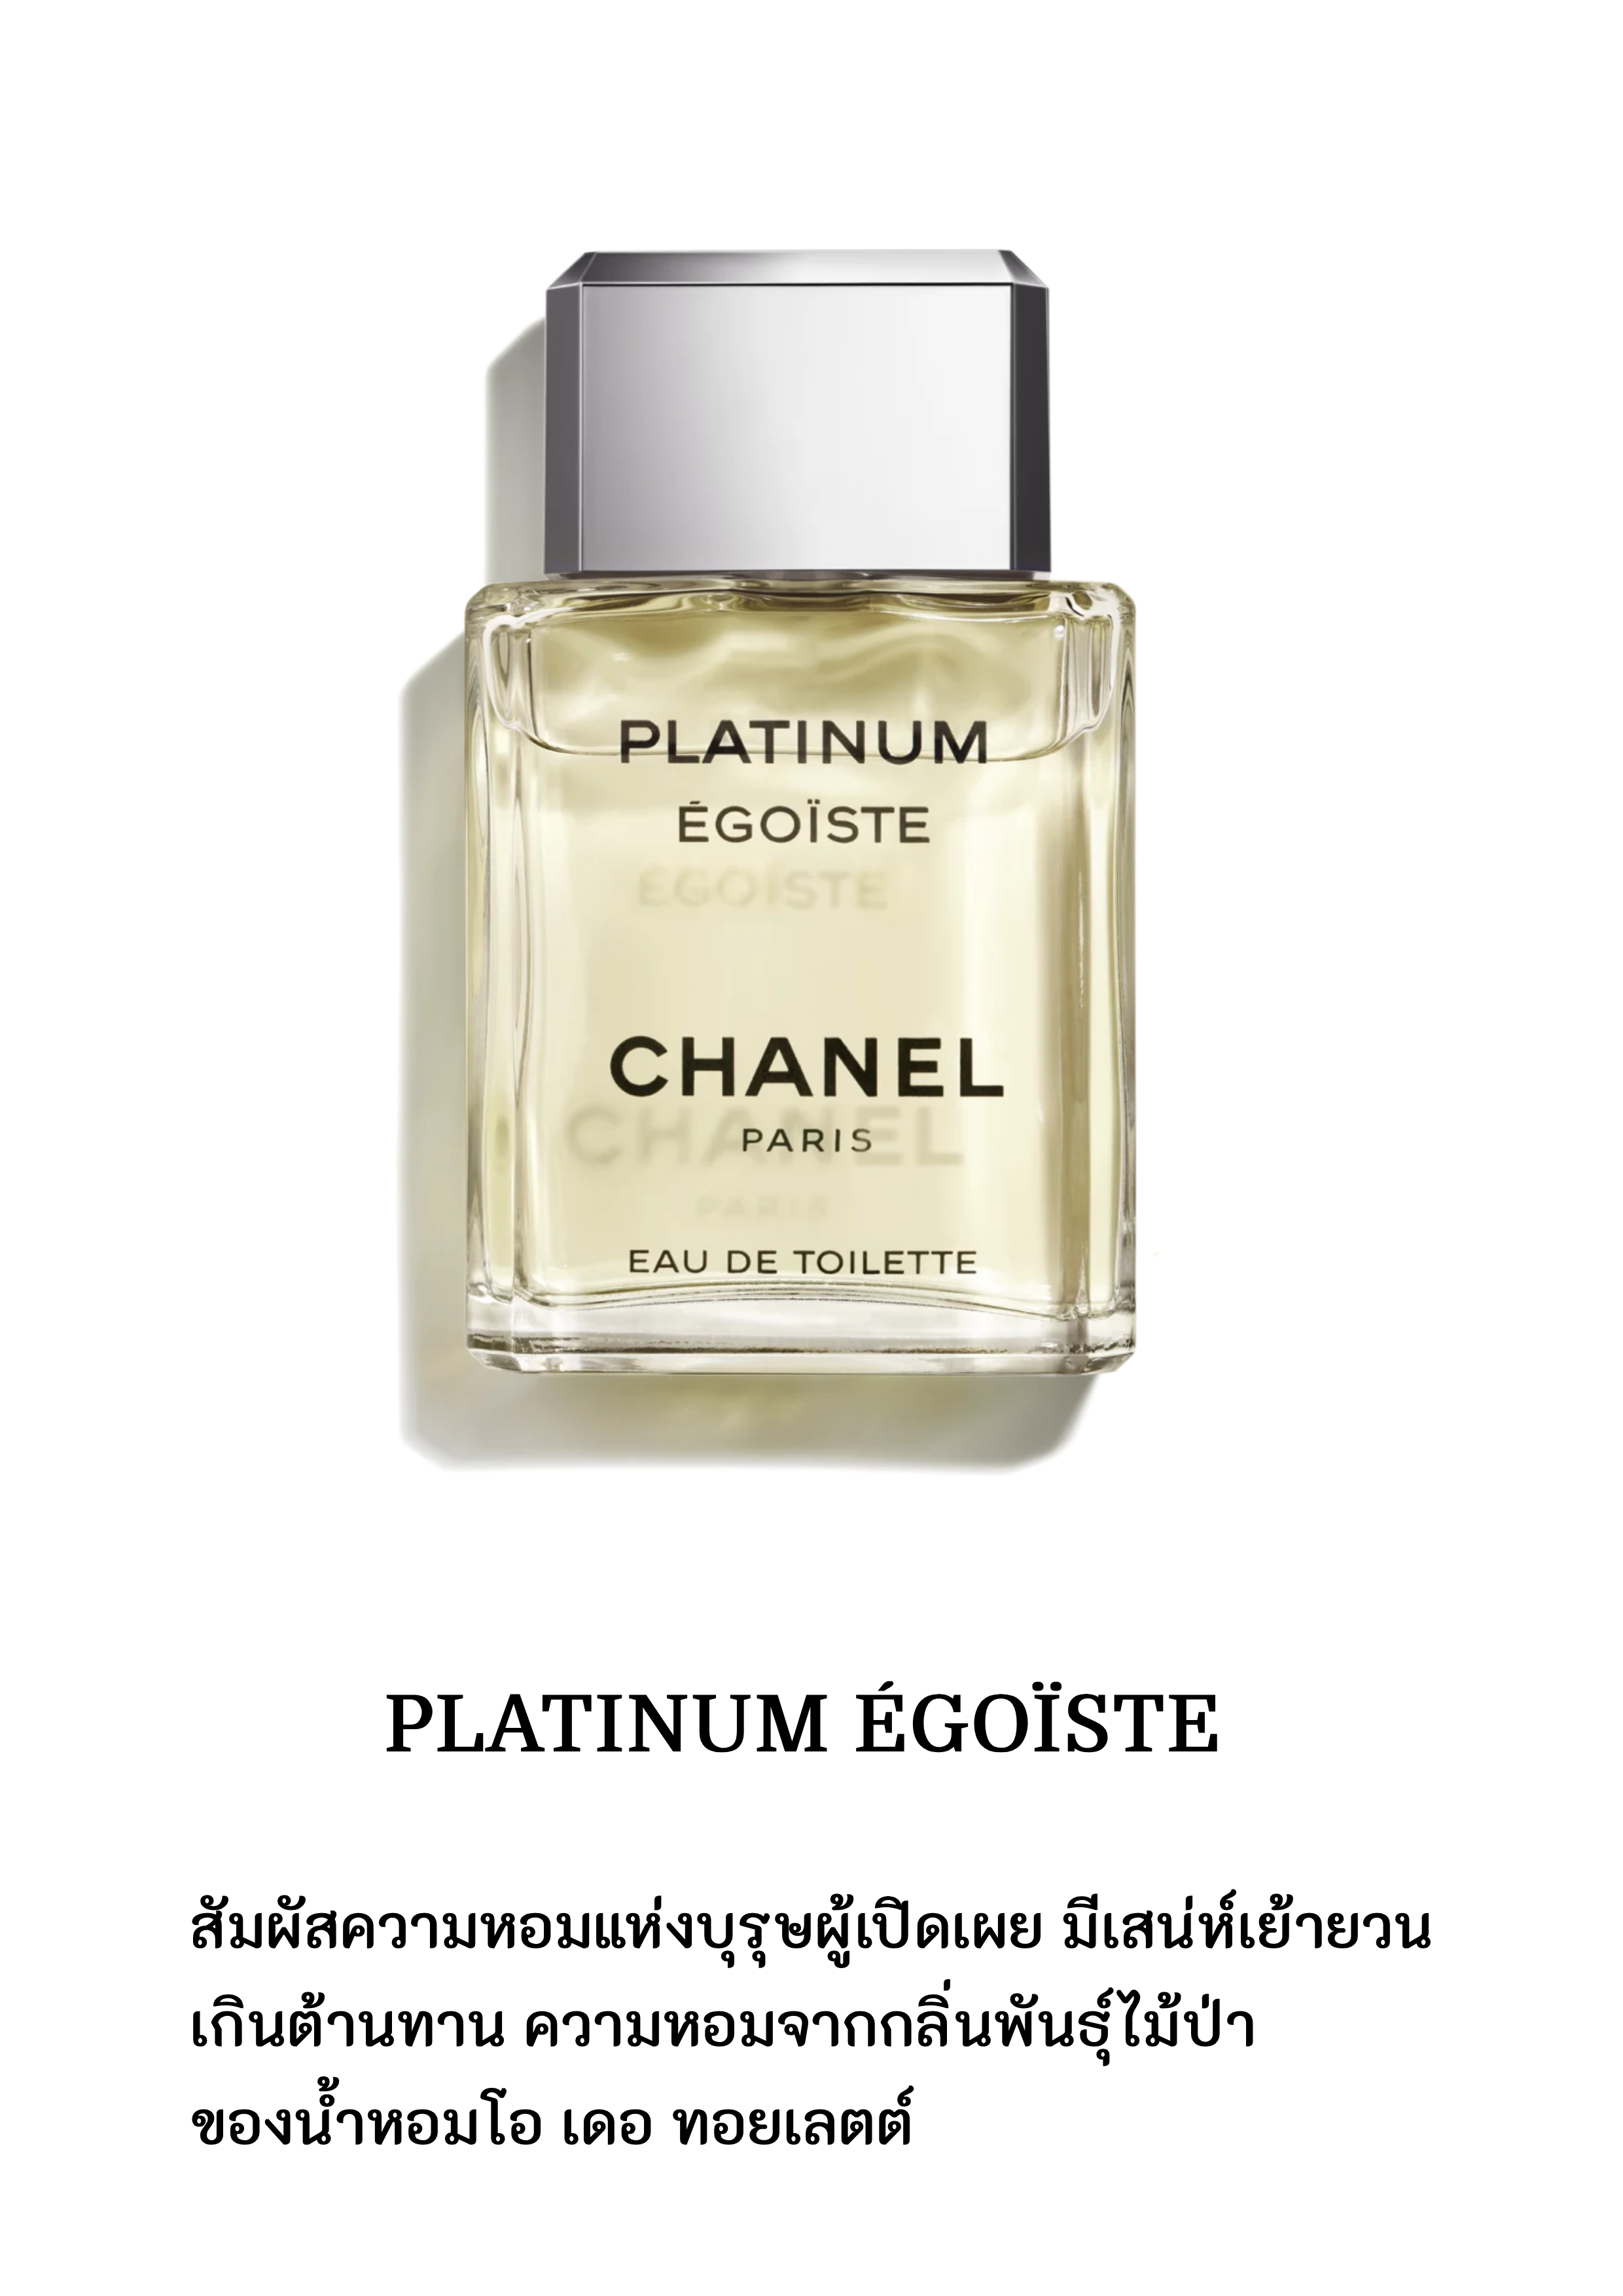 PLATINUM
ÉGOÏSTE
CHANEL
PARIS
EAU DE TOILETTE
PLATINUM ÉGOÏSTE
สัมผัสความหอมแห่งบุรุษผู้เปิดเผย มีเสน่ห์เย้ายวน
เกินต้านทาน ความหอมจากกลิ่นพันธุ์ไม้ป่า
ของน้ำหอมโอ เดอ ทอยเลตต์